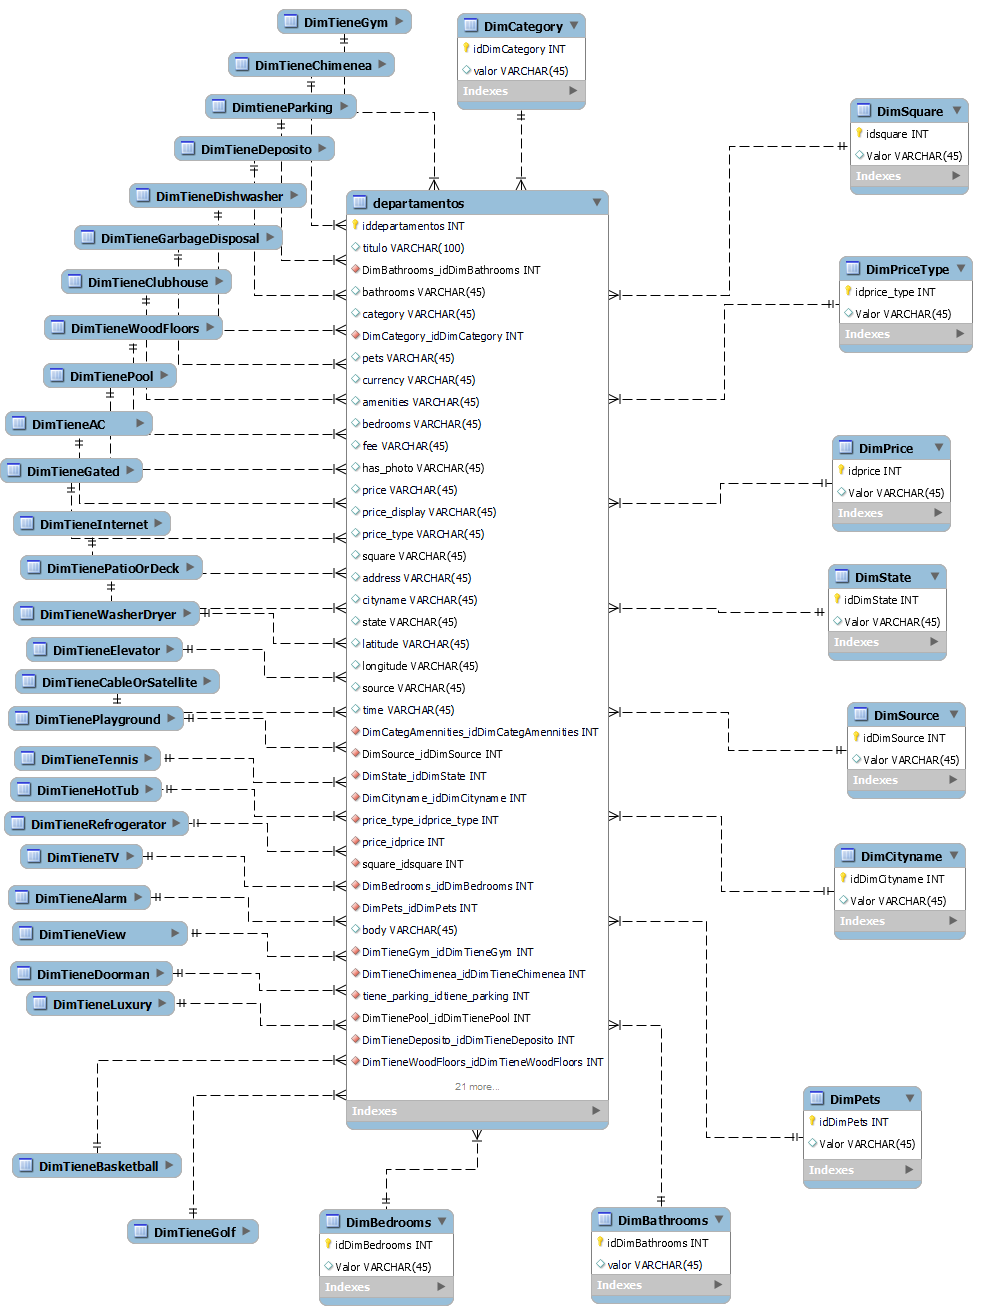 DimTieneGym
DimTieneChimenea
DimtieneParking
DimTieneDeposito
DimTieneDishwasher
DimTieneGarbageDisposal
DimTieneClubhouse
DimTieneWoodFloors
DimTienePool
DimTieneAC
DimTieneGated
DimTieneInternet
DimTienePatioOrDeck
DimTieneWasherDryer
DimTieneElevator
DimTieneCableOrSatellite
DimTienePlayground
DimTieneTennis
DimTieneHotTub
DimTieneRefrogerator
DimTieneTV
DimTieneAlarm
DimTieneView
DimTieneDoorman
DimTieneLuxury
DimTieneBasketball
DimTieneGolf
DimCategory
idDimCategory INT
valor VARCHAR(45)
Indexes
departamentos
iddepartamentos INT
titulo VARCHAR(100)
DimBathrooms_idDimBathrooms INT
bathrooms VARCHAR(45)
category VARCHAR(45)
DimCategory_idDimCategory INT
pets VARCHAR(45)
currency VARCHAR(45)
amenities VARCHAR(45)
bedrooms VARCHAR(45)
fee VARCHAR(45)
has_photo VARCHAR(45)
price VARCHAR(45)
price_display VARCHAR(45)
price_type VARCHAR(45)
square VARCHAR(45)
address VARCHAR(45)
cityname VARCHAR(45)
state VARCHAR(45)
latitude VARCHAR(45)
longitude VARCHAR(45)
source VARCHAR(45)
time VARCHAR(45)
DimCategAmennities_idDimCategAmennities INT
DimSource_idDimSource INT
DimState_idDimState INT
DimCityname_idDimCityname INT
price_type_idprice_type INT
price_idprice INT
square_idsquare INT
DimBedrooms_idDimBedrooms INT
DimPets_idDimPets INT
body VARCHAR(45)
DimTieneGym_idDimTieneGym INT
DimTieneChimenea_idDimTieneChimenea INT
tiene_parking_idtiene_parking INT
DimTienePool_idDimTienePool INT
DimTieneDeposito_idDimTieneDeposito INT
DimTieneWoodFloors_idDimTieneWoodFloors INT
21 more...
Indexes
DimSquare
idsquare INT
Valor VARCHAR(45)
Indexes
DimPriceType
idprice_type INT
Valor VARCHAR(45)
Indexes
DimPrice
idprice INT
Valor VARCHAR(45)
Indexes
DimState
idDimState INT
Valor VARCHAR(45)
Indexes
DimSource
idDimSource INT
Valor VARCHAR(45)
Indexes
DimCityname
idDimCityname INT
Valor VARCHAR(45)
Indexes
DimPets
idDimPets INT
Valor VARCHAR(45)
Indexes
DimBedrooms
idDimBedrooms INT
Valor VARCHAR(45)
Indexes
DimBathrooms
idDimBathrooms INT
valor VARCHAR(45)
Indexes